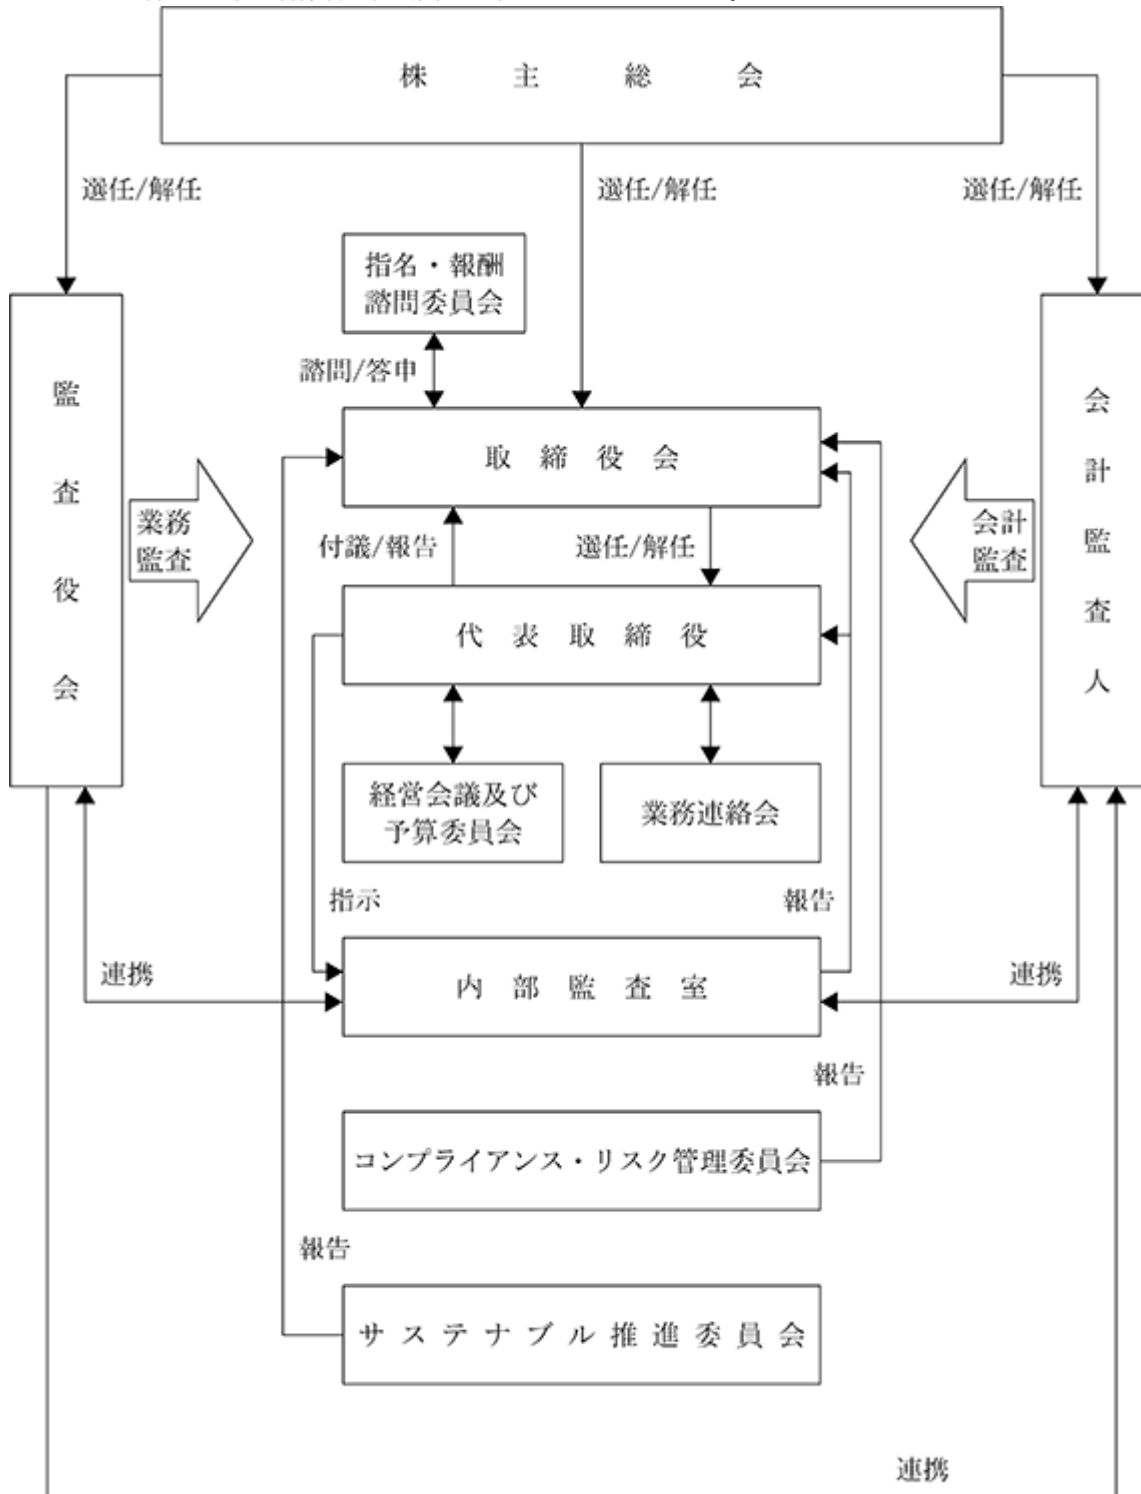 株主総会
選任/解任
選任/解任
選任/解任
指名・報酬
諮問委員会
諮問/答申
監査役会
会計監査人
取締役会
業務
監査
会計
監査
付議/報告
選任/解任
代表取締役
経営会議及び
予算委員会
業務連絡会
指示
報告
連携
内部監査室
連携
報告
コンプライアンス・リスク管理委員会
報告
サステナブル推進委員会
連携